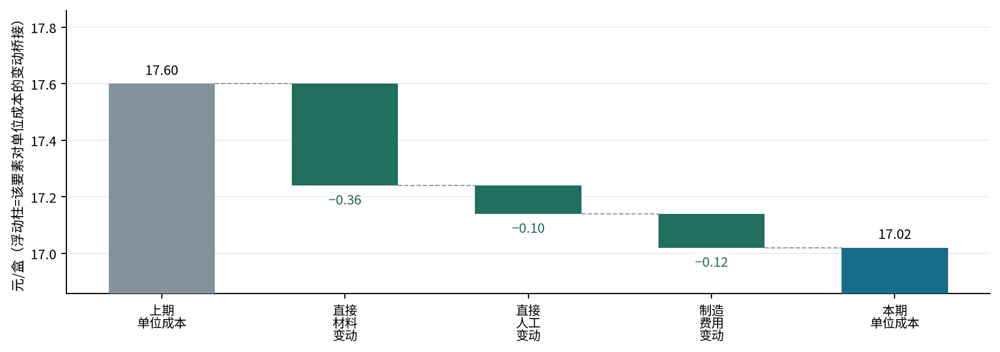 元/盒（浮动柱=该要素对单位成本的变动桥接）
17.8
17.6
17.4
17.2
17.0
17.60
−0.36
−0.10
−0.12
17.02
上期
单位成本
直接
材料
变动
直接
人工
变动
制造
费用
变动
本期
单位成本